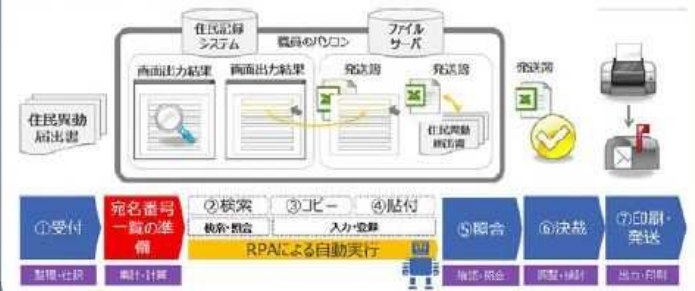 住民記録
システム
職員のパソコン
ファイル
サーバ
画面出力結果
画面出力結果
発送簿
発送簿
発送簿
住民異動
届出書
住民異動
届出書
①受付
宛名番号
一覧の準
備
②検索
③コピー
④貼付
検索・照会
入力・登録
RPAによる自動実行
⑤照合
⑥決裁
⑦印刷・
発送
整理・仕訳
集計・計算
確認・照合
調整・検討
出力・印刷